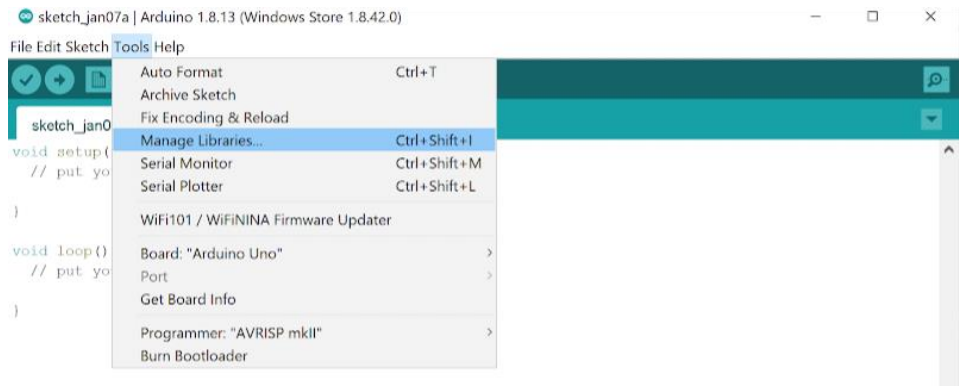 sketch_jan07a | Arduino 1.8.13 (Windows Store 1.8.42.0)
File Edit Sketch Tools Help
Auto Format Ctrl+T
Archive Sketch
Fix Encoding & Reload
sketch_jan0
Manage Libraries... Ctrl+Shift+I
void setup(
Serial Monitor Ctrl+Shift+M
// put yo
Serial Plotter Ctrl+Shift+L
}
WiFi101 / WiFiNINA Firmware Updater
void loop()
Board: "Arduino Uno"
// put yo
Port
Get Board Info
}
Programmer: "AVRISP mkII"
Burn Bootloader